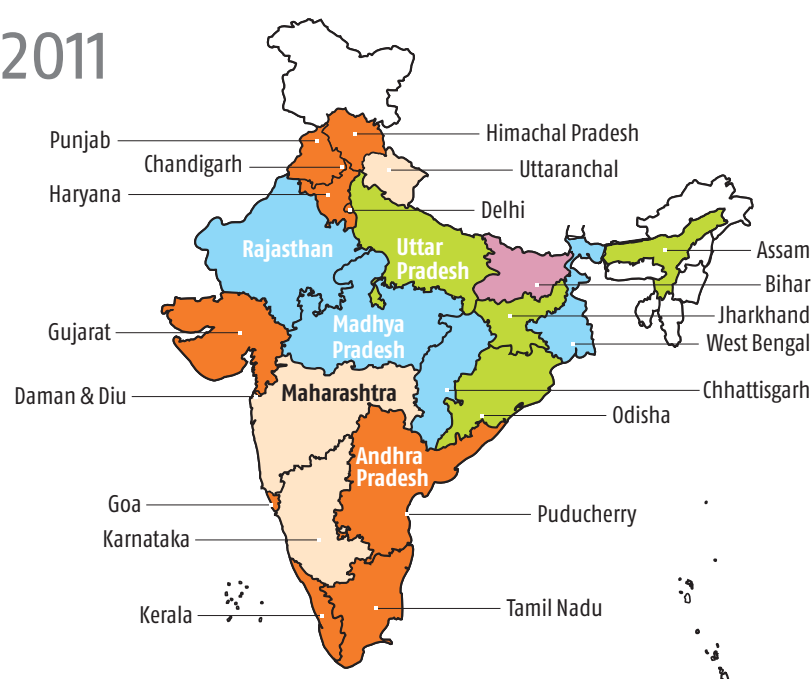 2011
Punjab
Himachal Pradesh
Chandigarh
Uttaranchal
Haryana
Delhi
Rajasthan
Uttar
Pradesh
Assam
Bihar
Jharkhand
Gujarat
Madhya
Pradesh
West Bengal
Daman & Diu
Maharashtra
Chhattisgarh
Odisha
Andhra
Pradesh
Goa
Puducherry
Karnataka
Kerala
Tamil Nadu